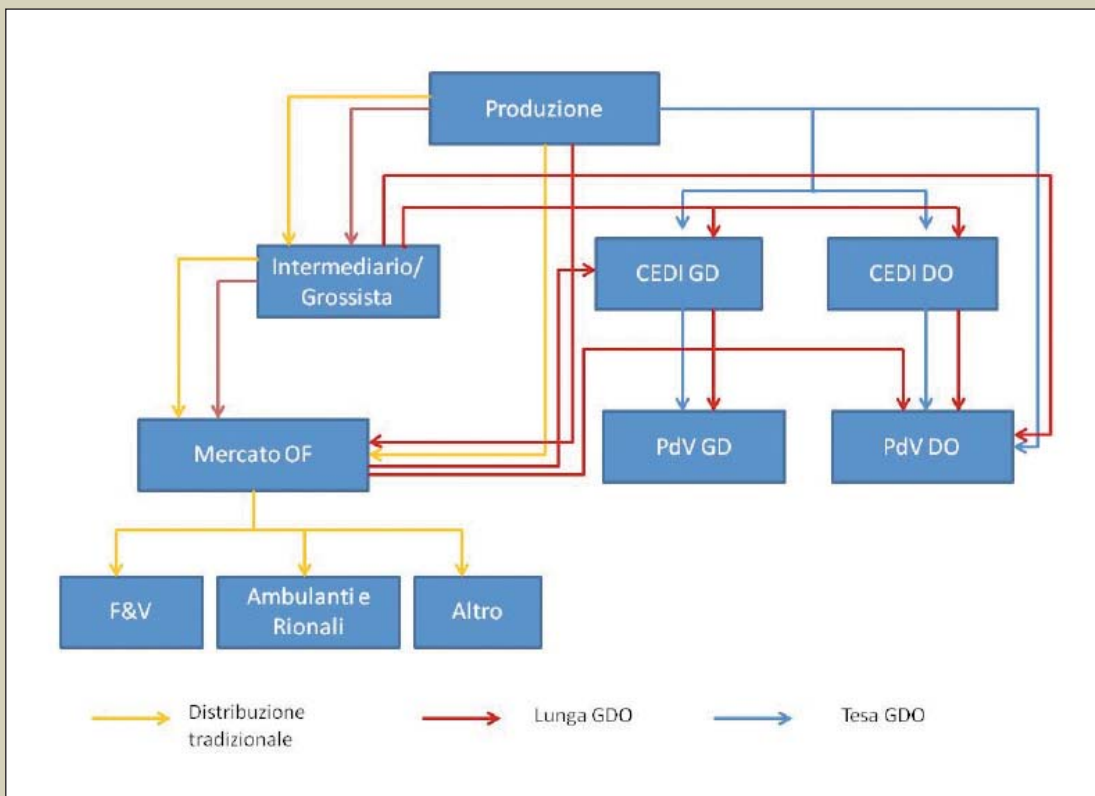 Produzione
Intermediario/
Grossista
CEDI GD
CEDI DO
Mercato OF
PdV GD
PdV DO
F&V
Ambulanti e
Rionali
Altro
Distribuzione
tradizionale
Lunga GDO
Tesa GDO